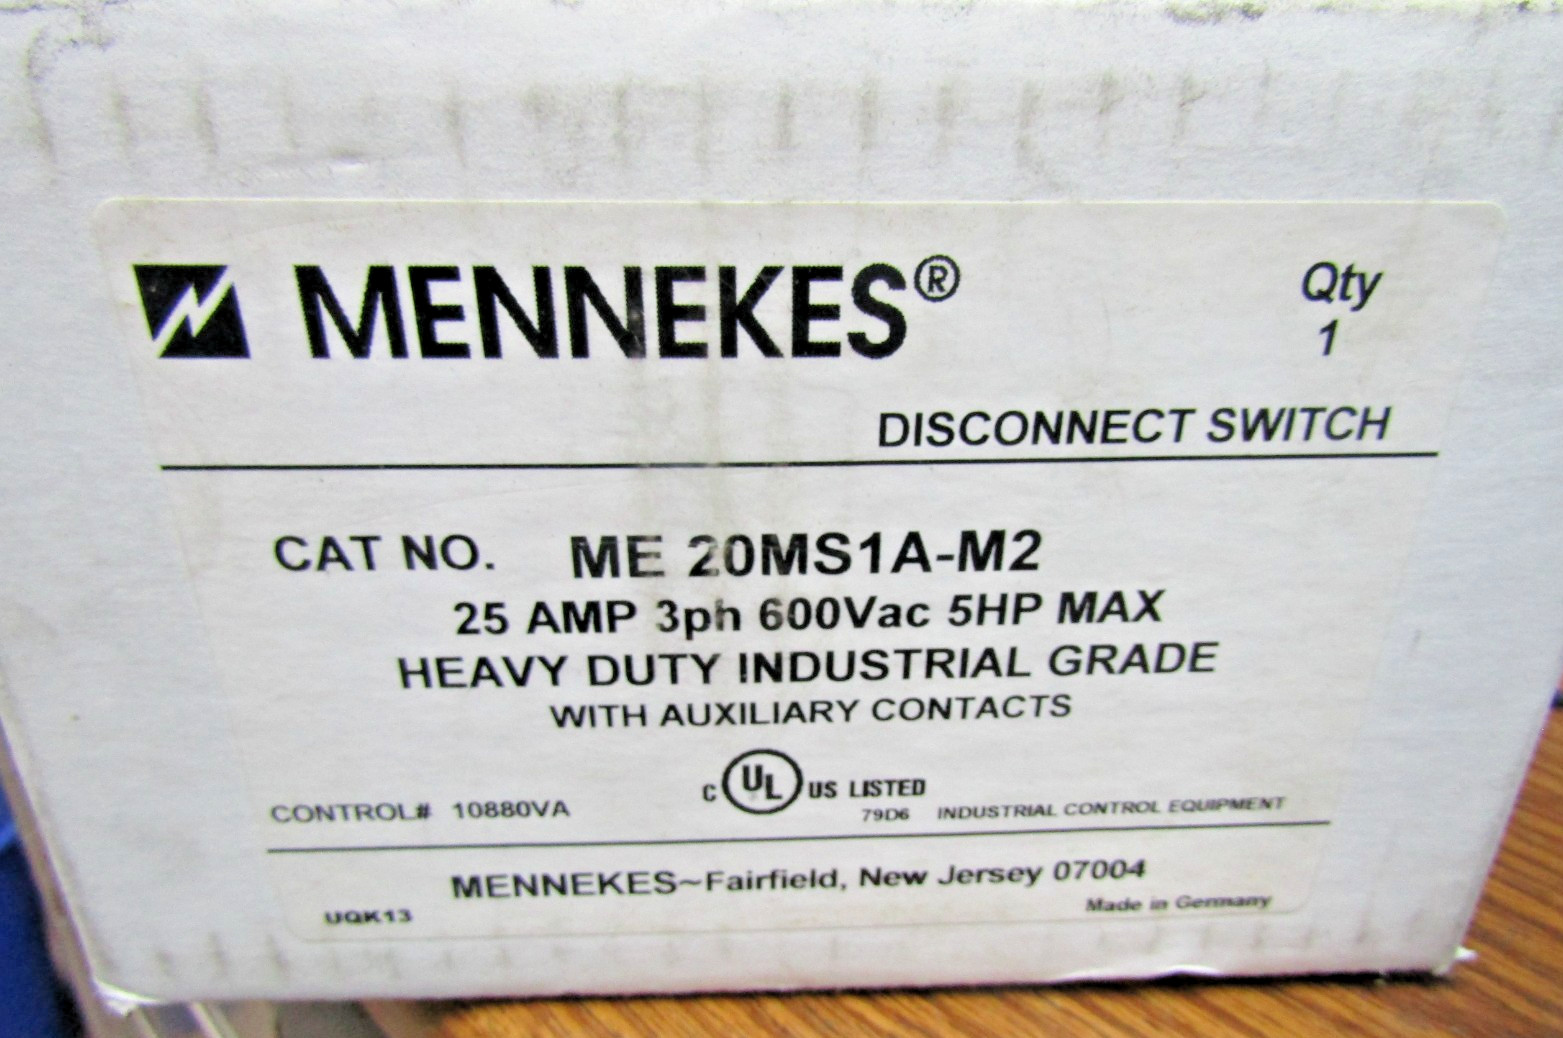 MENNEKES®
Qty
1
DISCONNECT SWITCH
CAT NO. ME 20MS1A-M2
25 AMP 3ph 600Vac 5HP MAX
HEAVY DUTY INDUSTRIAL GRADE
WITH AUXILIARY CONTACTS
C UL US LISTED
CONTROL# 10880VA 79D6 INDUSTRIAL CONTROL EQUIPMENT
MENNEKES~Fairfield, New Jersey 07004
UQK13 Made in Germany